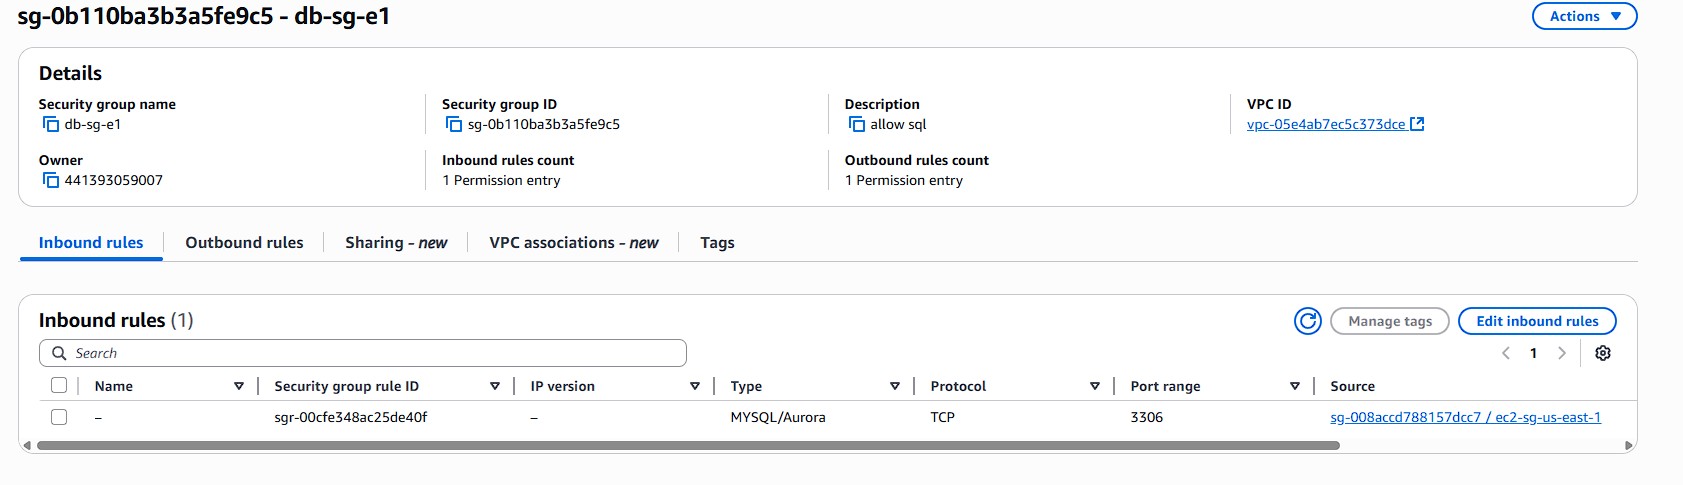 sg-0b110ba3b3a5fe9c5 - db-sg-e1
Actions
Details
Security group name
db-sg-e1
Security group ID
sg-0b110ba3b3a5fe9c5
Description
allow sql
VPC ID
vpc-05e4ab7ec5c373dce
Owner
441393059007
Inbound rules count
1 Permission entry
Outbound rules count
1 Permission entry
Inbound rules Outbound rules Sharing - new VPC associations - new Tags
Inbound rules (1)
Manage tags Edit inbound rules
Search
1
Name Security group rule ID IP version Type Protocol Port range Source
– sgr-00cfe348ac25de40f – MYSQL/Aurora TCP 3306 sg-008accd788157dcc7 / ec2-sg-us-east-1